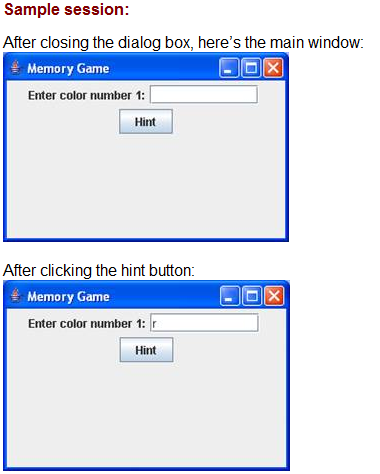 Sample session:
After closing the dialog box, here’s the main window:
Memory Game
Enter color number 1:
Hint
After clicking the hint button:
Memory Game
Enter color number 1: r
Hint